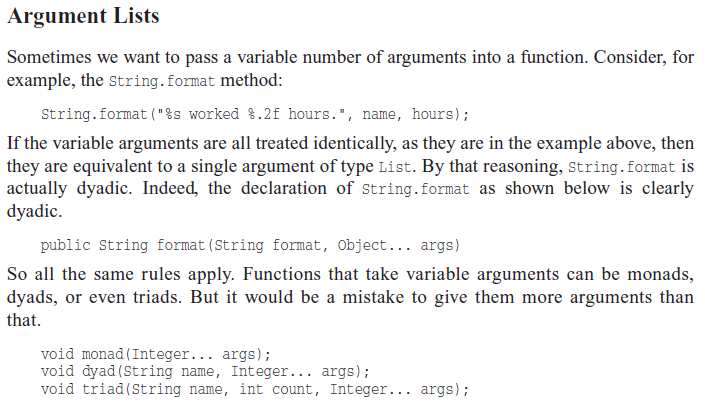 Argument Lists
Sometimes we want to pass a variable number of arguments into a function. Consider, for
example, the String.format method:
String.format("%s worked %.2f hours.", name, hours);
If the variable arguments are all treated identically, as they are in the example above, then
they are equivalent to a single argument of type List. By that reasoning, String.format is
actually dyadic. Indeed, the declaration of String.format as shown below is clearly
dyadic.
public String format(String format, Object... args)
So all the same rules apply. Functions that take variable arguments can be monads,
dyads, or even triads. But it would be a mistake to give them more arguments than
that.
void monad(Integer... args);
void dyad(String name, Integer... args);
void triad(String name, int count, Integer... args);